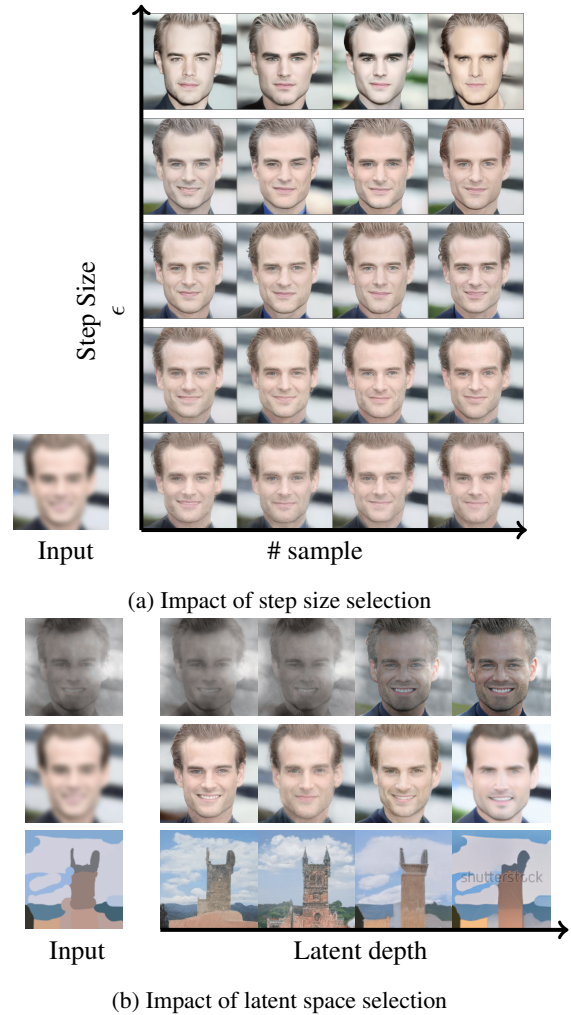 Step Size
ϵ
Input
# sample
(a) Impact of step size selection
shutterstock
Input
Latent depth
(b) Impact of latent space selection